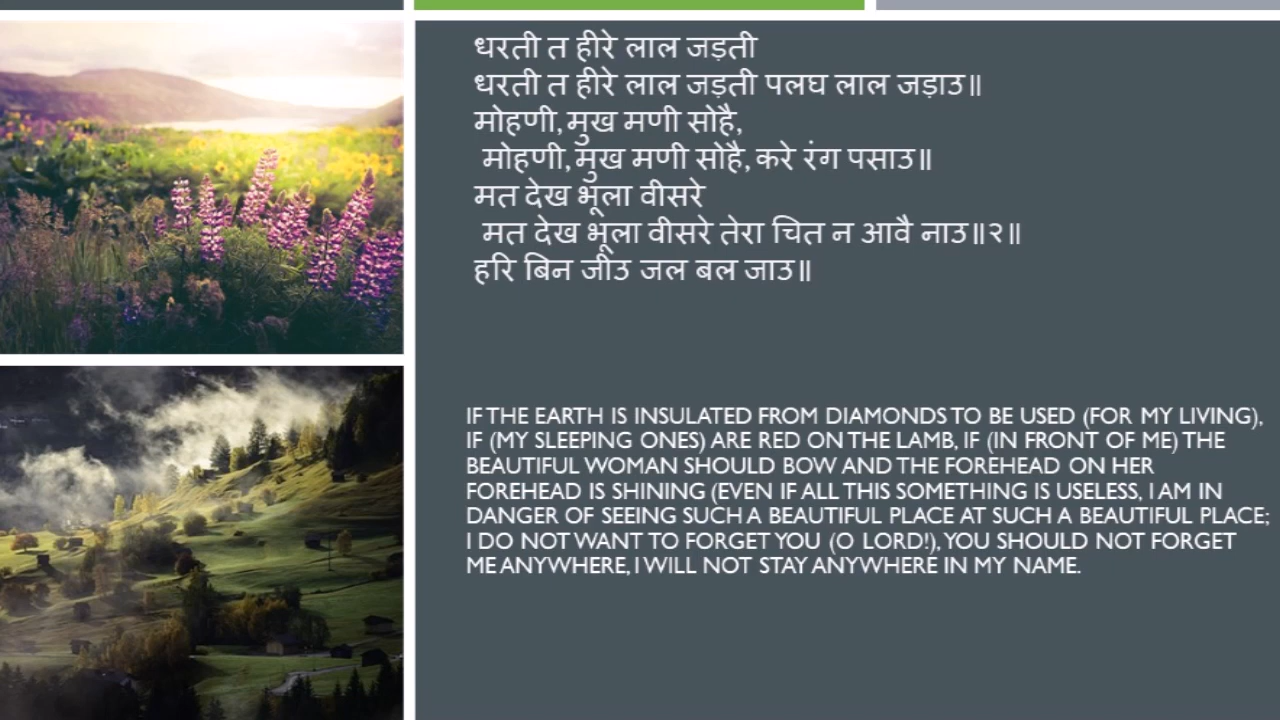 धरती त हीरे लाल जड़ती
धरती त हीरे लाल जड़ती पलघ लाल जड़ाउ॥
मोहणी, मुख मणी सोहै,
मोहणी, मुख मणी सोहै, करे रंग पसाउ॥
मत देख भूला वीसरे
मत देख भूला वीसरे तेरा चित न आवै नाउ॥२॥
हरि बिन जीउ जल बल जाउ॥
IF THE EARTH IS INSULATED FROM DIAMONDS TO BE USED (FOR MY LIVING),
IF (MY SLEEPING ONES) ARE RED ON THE LAMB, IF (IN FRONT OF ME) THE
BEAUTIFUL WOMAN SHOULD BOW AND THE FOREHEAD ON HER
FOREHEAD IS SHINING (EVEN IF ALL THIS SOMETHING IS USELESS, I AM IN
DANGER OF SEEING SUCH A BEAUTIFUL PLACE AT SUCH A BEAUTIFUL PLACE;
I DO NOT WANT TO FORGET YOU (O LORD!), YOU SHOULD NOT FORGET
ME ANYWHERE, I WILL NOT STAY ANYWHERE IN MY NAME.